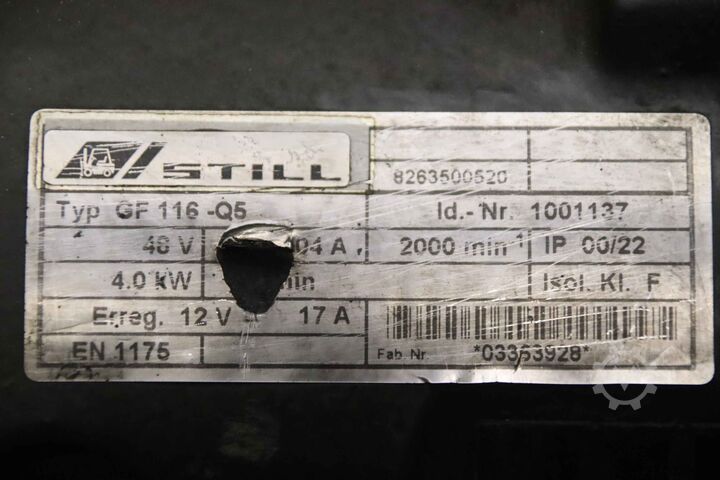 STILL
8263500520
Typ GF 116 -Q5 Id.- Nr. 1001137
48 V 04 A 2000 min⁻¹ IP 00/22
4.0 kW min Isol. Kl. F
Erreg. 12 V 17 A
EN 1175 Fab Nr *03363928*